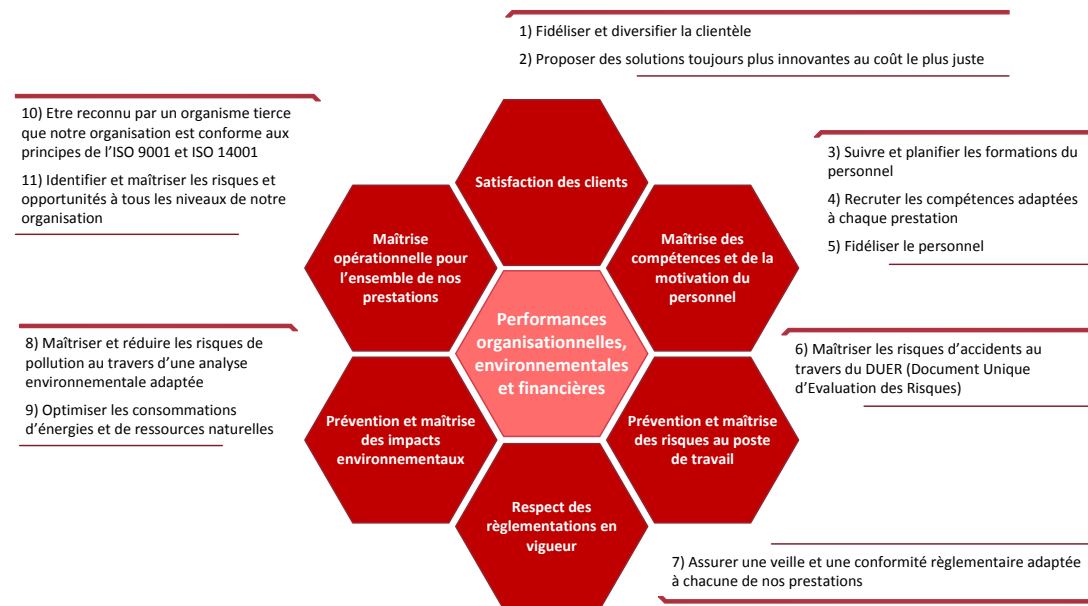 1) Fidéliser et diversifier la clientèle
2) Proposer des solutions toujours plus innovantes au coût le plus juste
10) Etre reconnu par un organisme tierce
que notre organisation est conforme aux
principes de l'ISO 9001 et ISO 14001
11) Identifier et maîtriser les risques et
opportunités à tous les niveaux de notre
organisation
3) Suivre et planifier les formations du
personnel
4) Recruter les compétences adaptées
à chaque prestation
5) Fidéliser le personnel
Satisfaction des clients
Maîtrise
opérationnelle pour
l'ensemble de nos
prestations
Maîtrise des
compétences et de la
motivation du
personnel
Performances
organisationnelles,
environnementales
et financières
8) Maîtriser et réduire les risques de
pollution au travers d'une analyse
environnementale adaptée
9) Optimiser les consommations
d'énergies et de ressources naturelles
6) Maîtriser les risques d'accidents au
travers du DUER (Document Unique
d'Evaluation des Risques)
Prévention et maîtrise
des impacts
environnementaux
Prévention et maîtrise
des risques au poste
de travail
Respect des
règlementations en
vigueur
7) Assurer une veille et une conformité règlementaire adaptée
à chacune de nos prestations